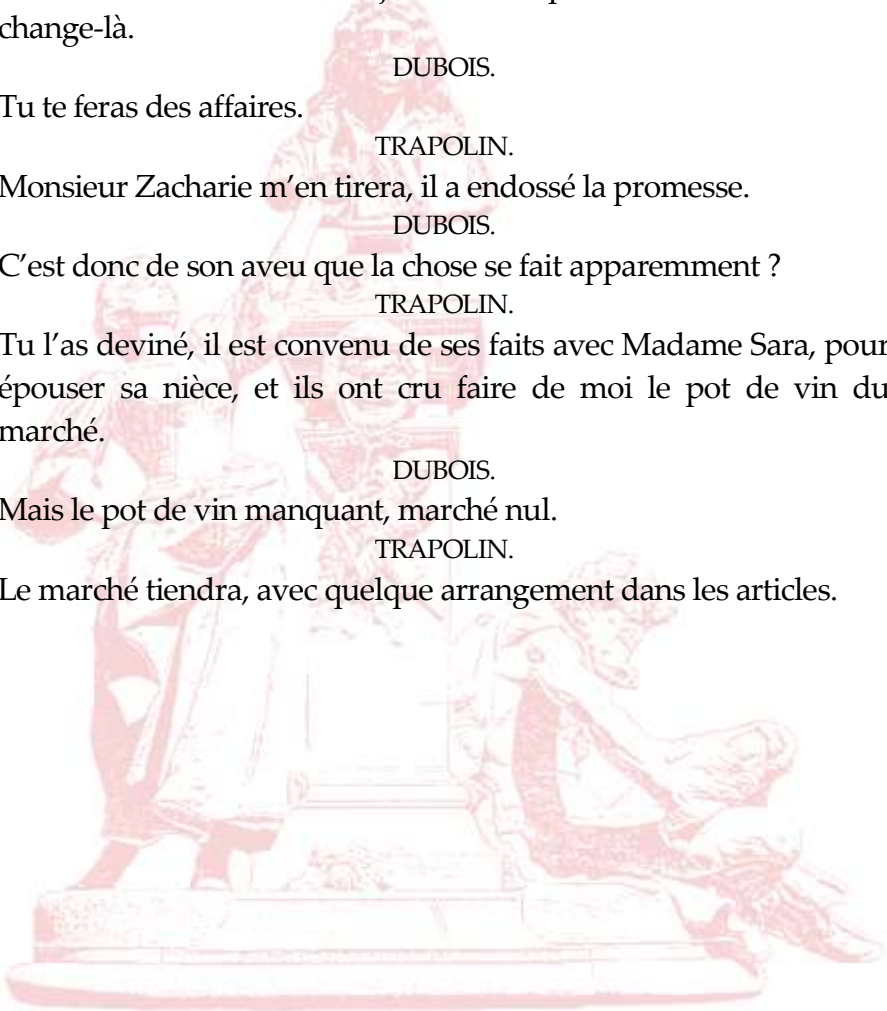 change-là.
DUBOIS.
Tu te feras des affaires.
TRAPOLIN.
Monsieur Zacharie m’en tirera, il a endossé la promesse.
DUBOIS.
C’est donc de son aveu que la chose se fait apparemment ?
TRAPOLIN.
Tu l’as deviné, il est convenu de ses faits avec Madame Sara, pour
épouser sa nièce, et ils ont cru faire de moi le pot de vin du
marché.
DUBOIS.
Mais le pot de vin manquant, marché nul.
TRAPOLIN.
Le marché tiendra, avec quelque arrangement dans les articles.